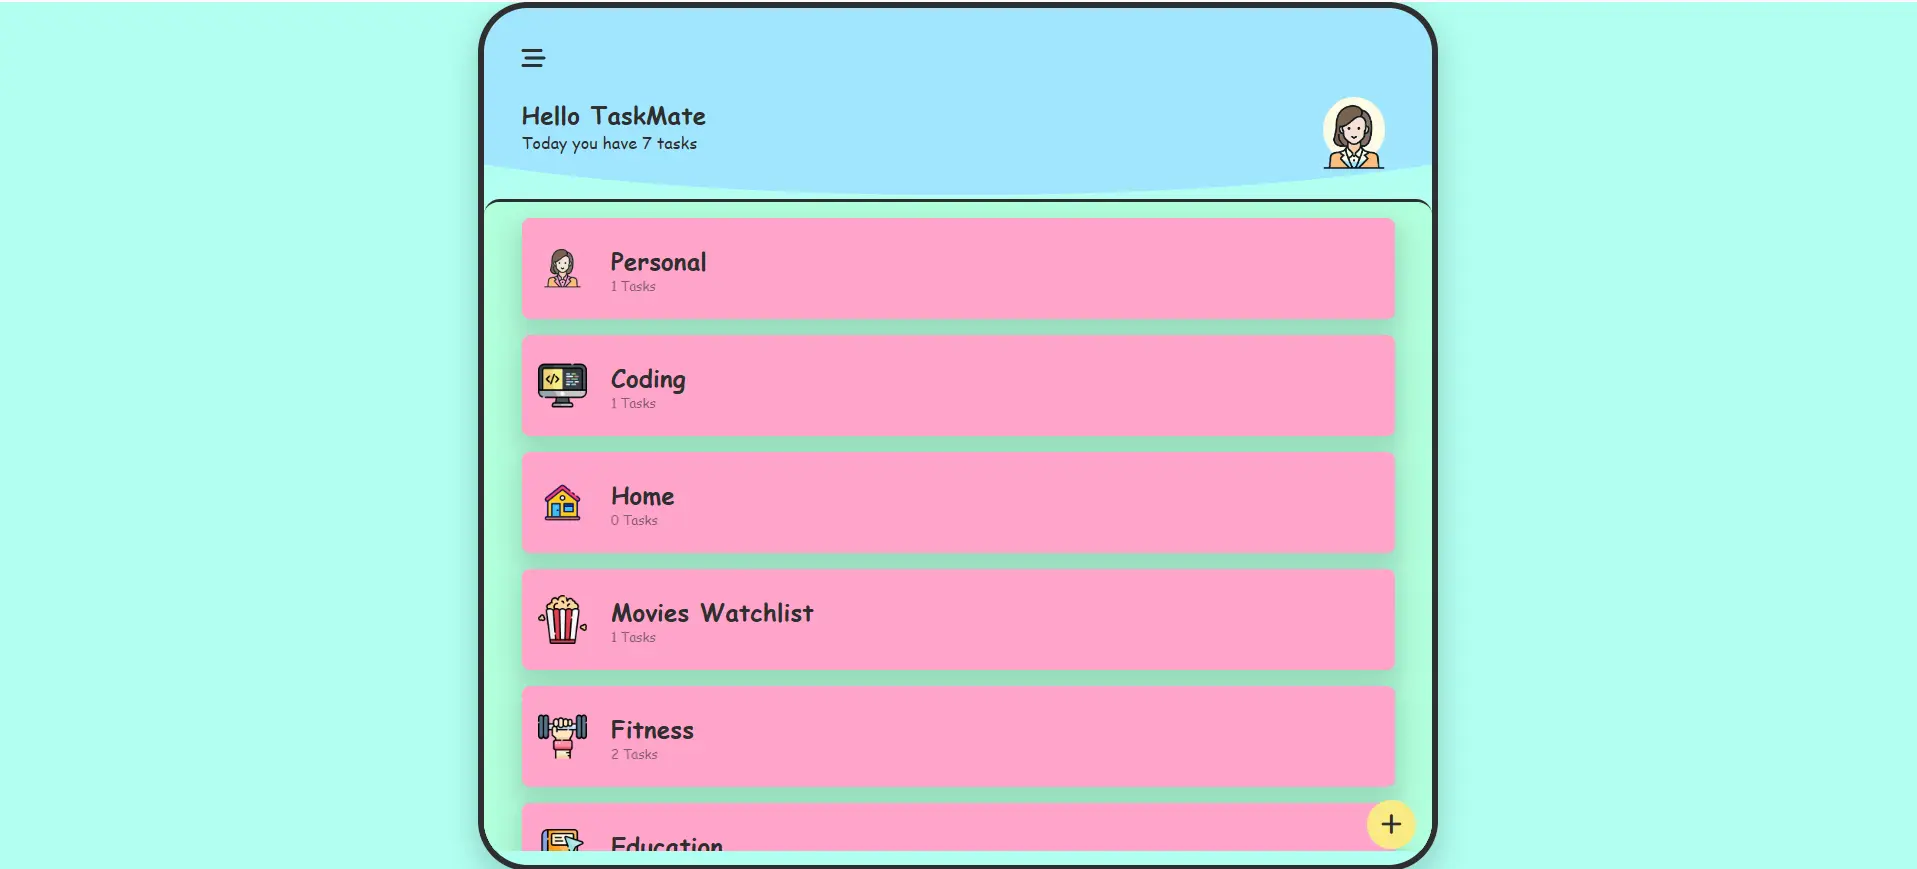 Hello TaskMate
Today you have 7 tasks
Personal
1 Tasks
Coding
1 Tasks
Home
0 Tasks
Movies Watchlist
1 Tasks
Fitness
2 Tasks
Education